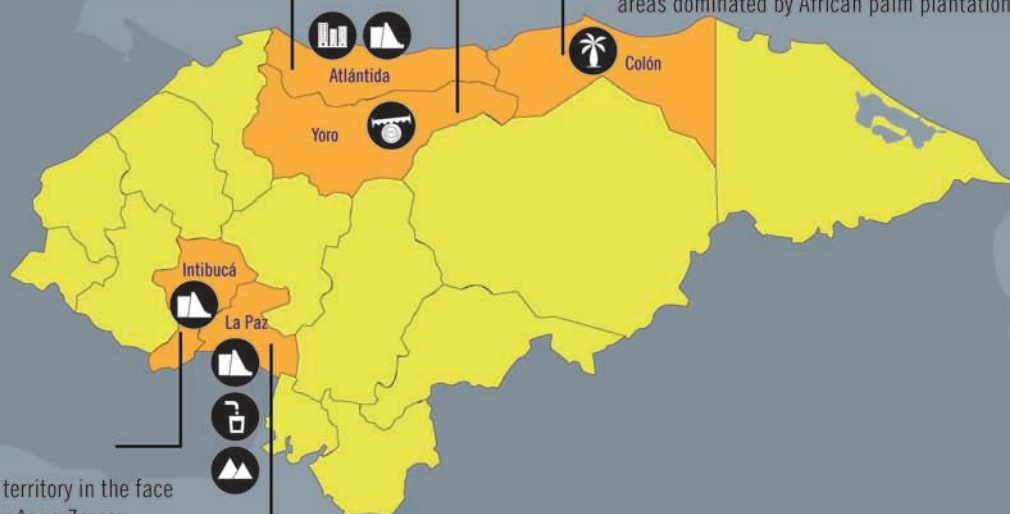 areas dominated by African palm plantation
Atlántida
Colón
Yoro
Intibucá
La Paz
territory in the face